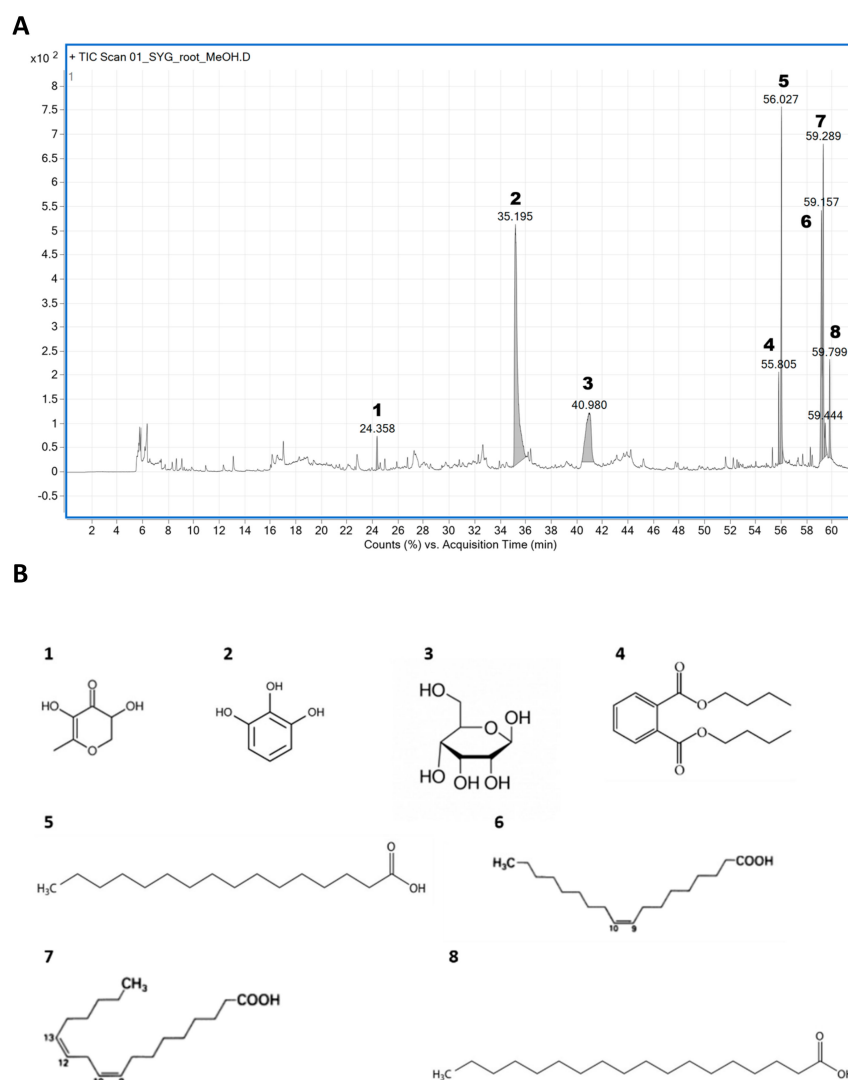 A
x10 2
+ TIC Scan 01_SYG_root_MeOH.D
1
8
7.5
7
6.5
6
5.5
5
4.5
4
3.5
3
2.5
2
1.5
1
0.5
0
-0.5
1
24.358
2
35.195
3
40.980
4
55.805
5
56.027
6
59.157
7
59.289
8
59.799
59.444
2 4 6 8 10 12 14 16 18 20 22 24 26 28 30 32 34 36 38 40 42 44 46 48 50 52 54 56 58 60
Counts (%) vs. Acquisition Time (min)
B
1
O
HO
OH
O
2
OH
HO
OH
3
HO
O
OH
HO
OH
OH
4
O
O
O
O
5
O
H3C
OH
6
H3C
COOH
10
9
7
CH3
COOH
13
12
8
O
H3C